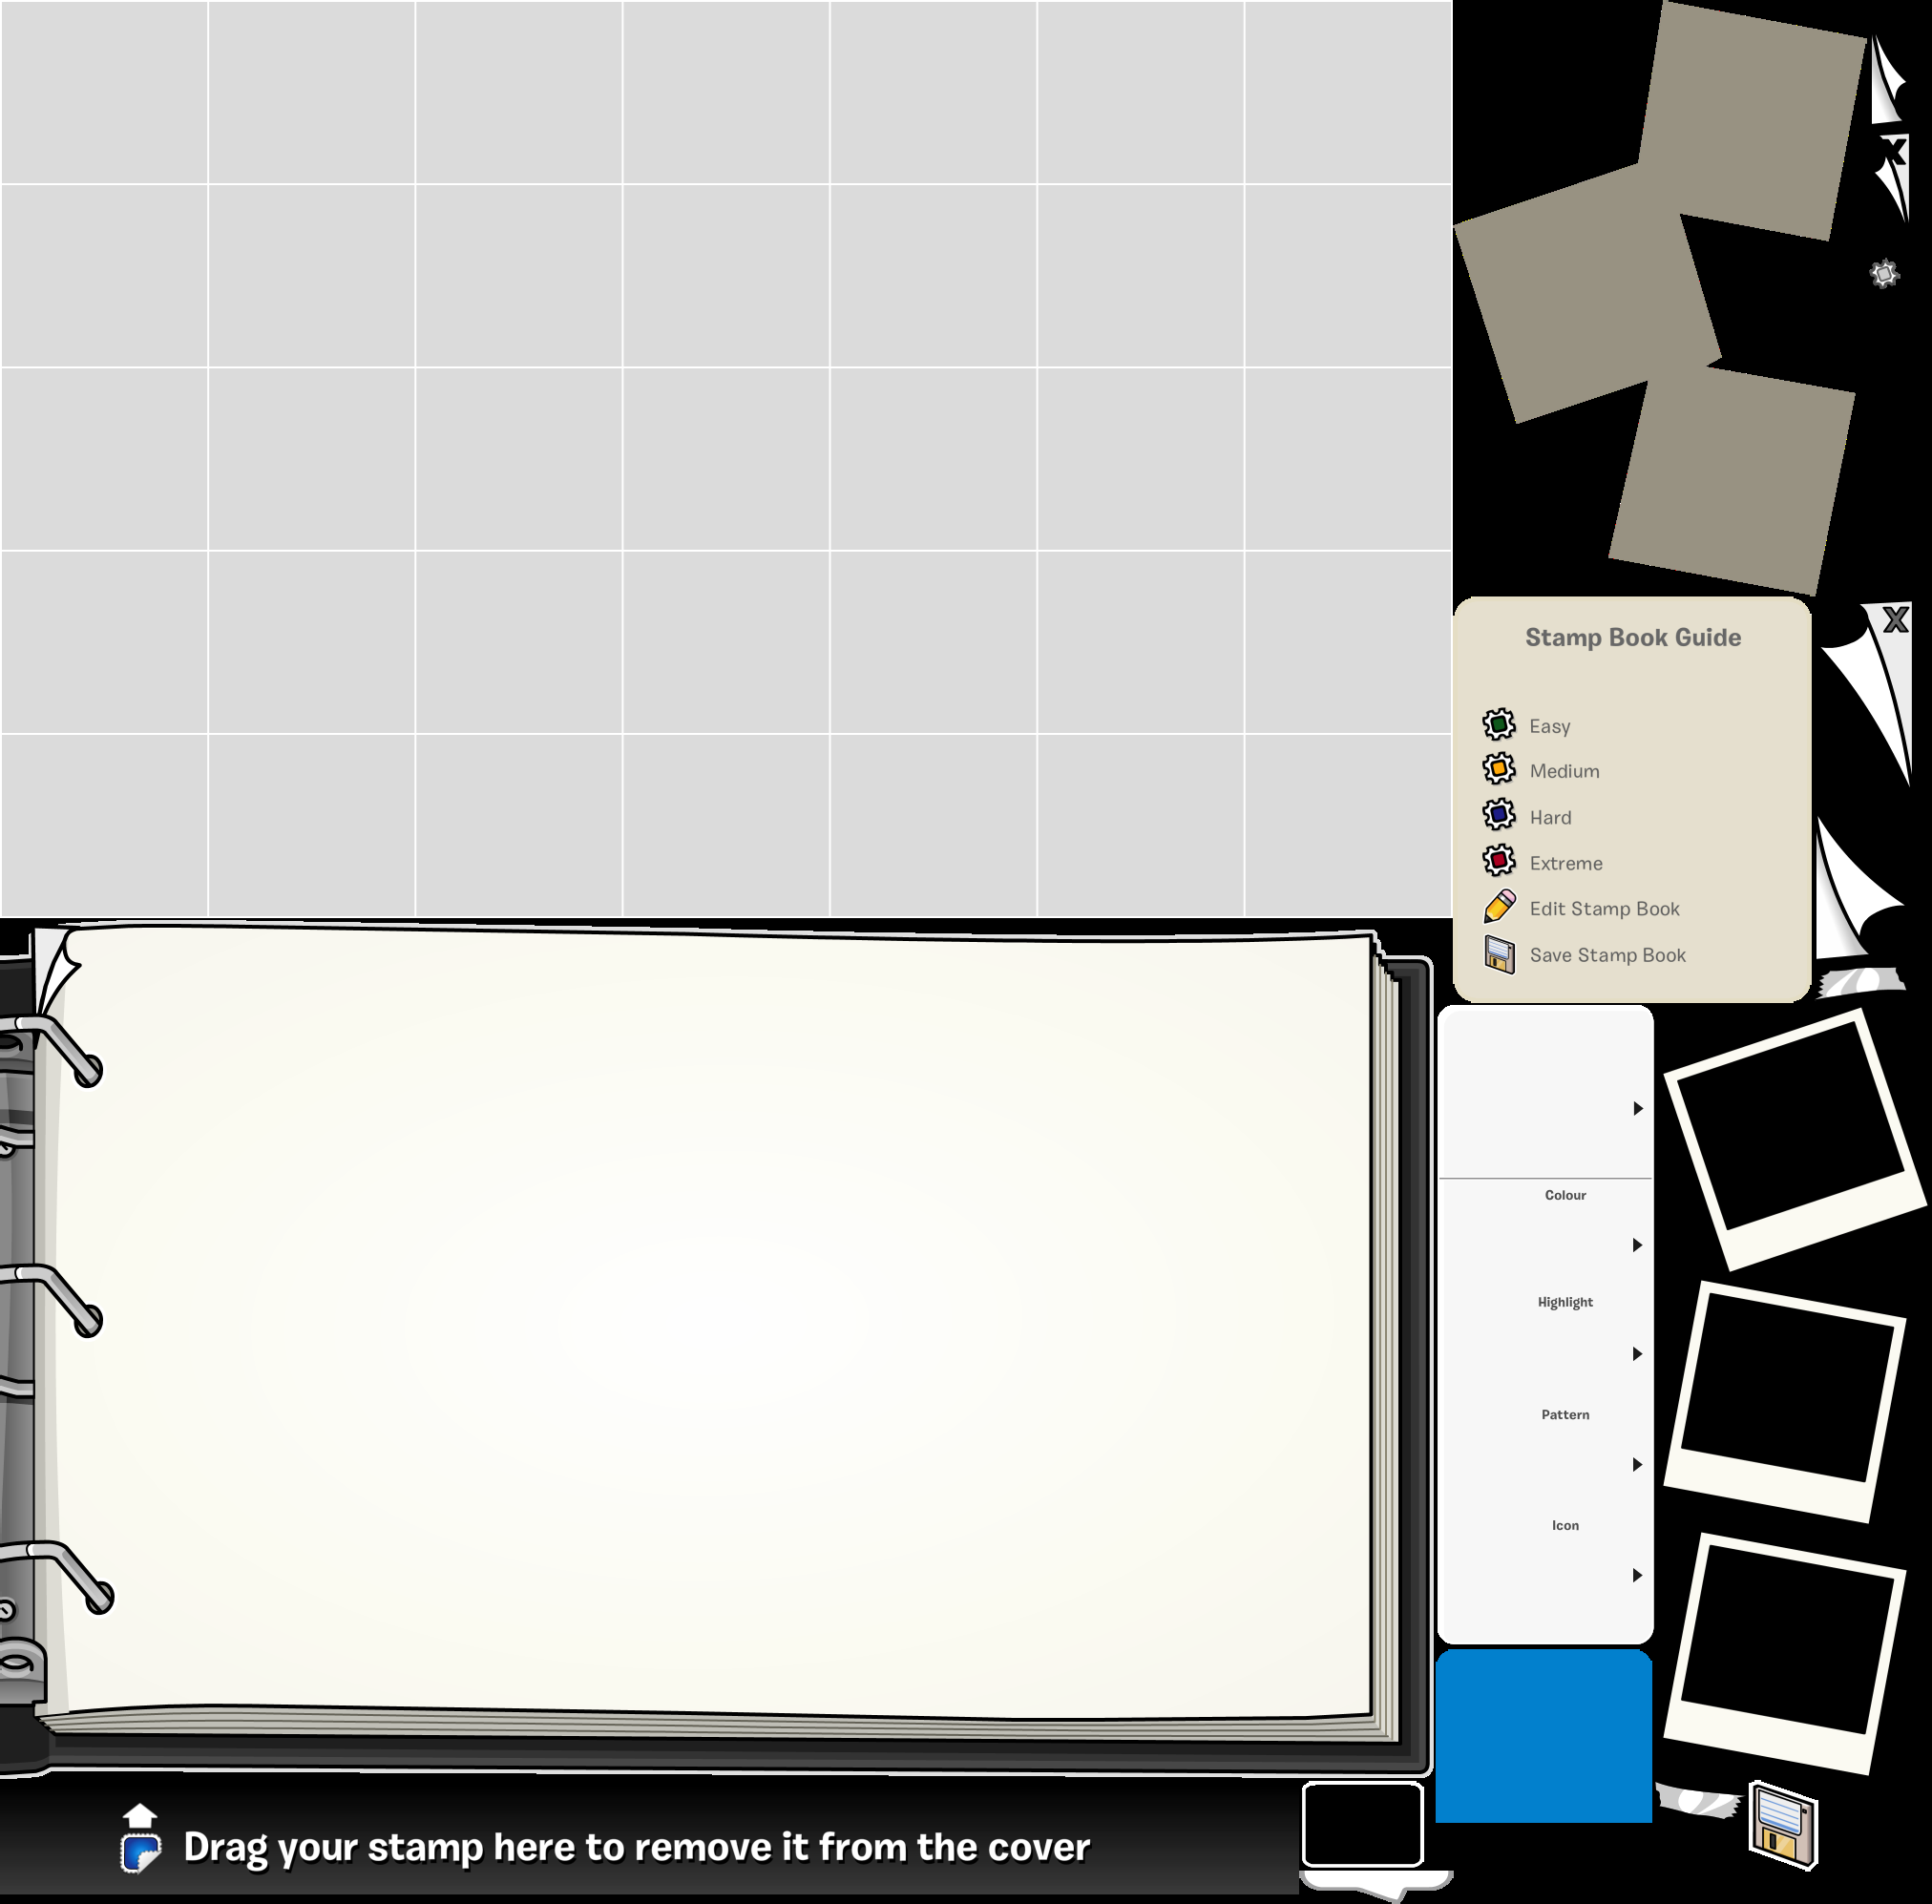 X
Stamp Book Guide
X
Easy
Medium
Hard
Extreme
Edit Stamp Book
Save Stamp Book
Colour
Highlight
Pattern
Icon
Drag your stamp here to remove it from the cover